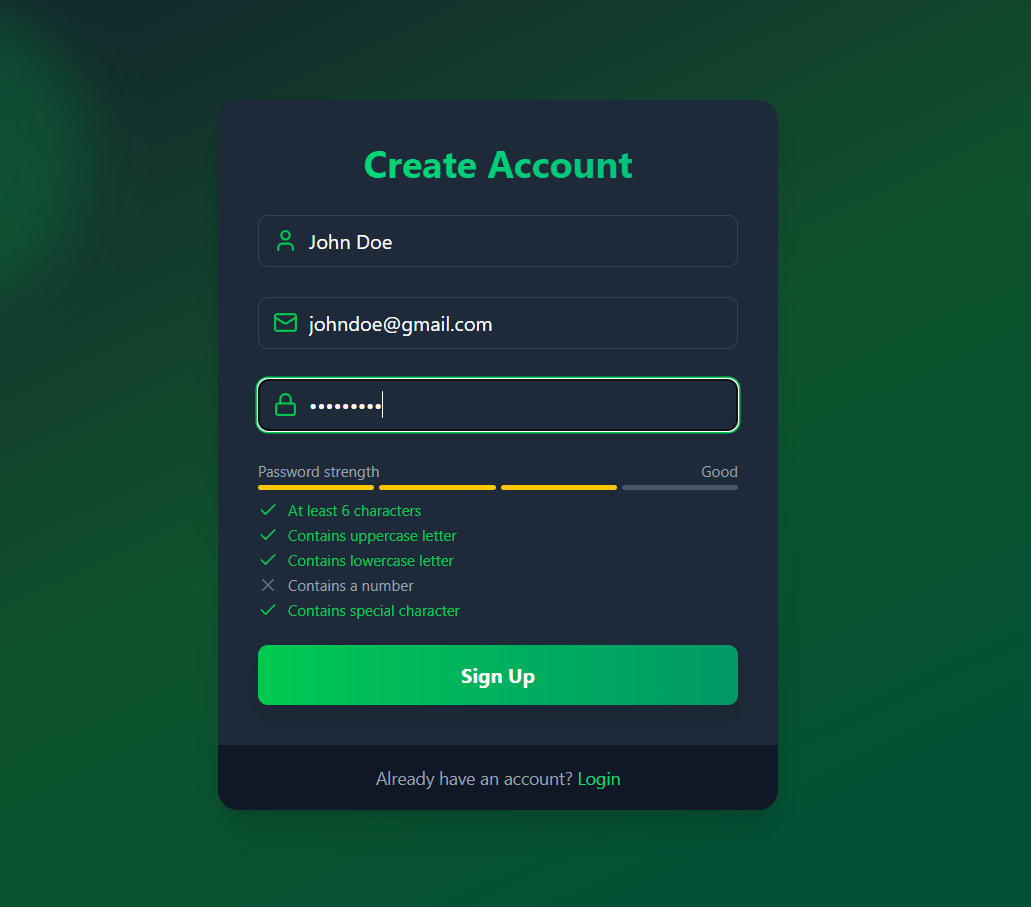 Create Account
John Doe
johndoe@gmail.com
•••••••••
Password strength Good
At least 6 characters
Contains uppercase letter
Contains lowercase letter
Contains a number
Contains special character
Sign Up
Already have an account? Login